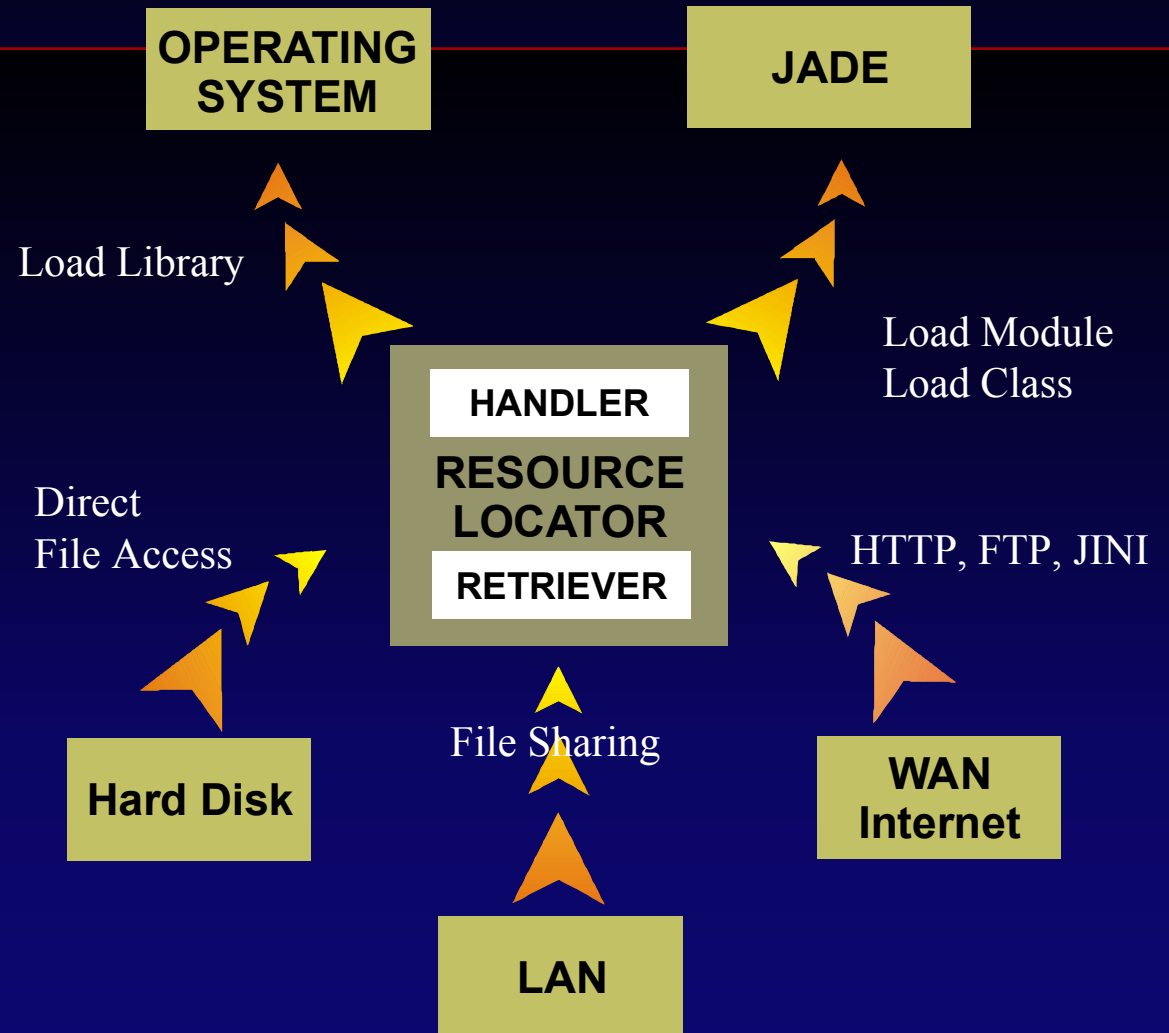 OPERATING
SYSTEM
JADE
Load Library
Load Module
Load Class
HANDLER
RESOURCE
LOCATOR
RETRIEVER
Direct
File Access
HTTP, FTP, JINI
File Sharing
Hard Disk
WAN
Internet
LAN